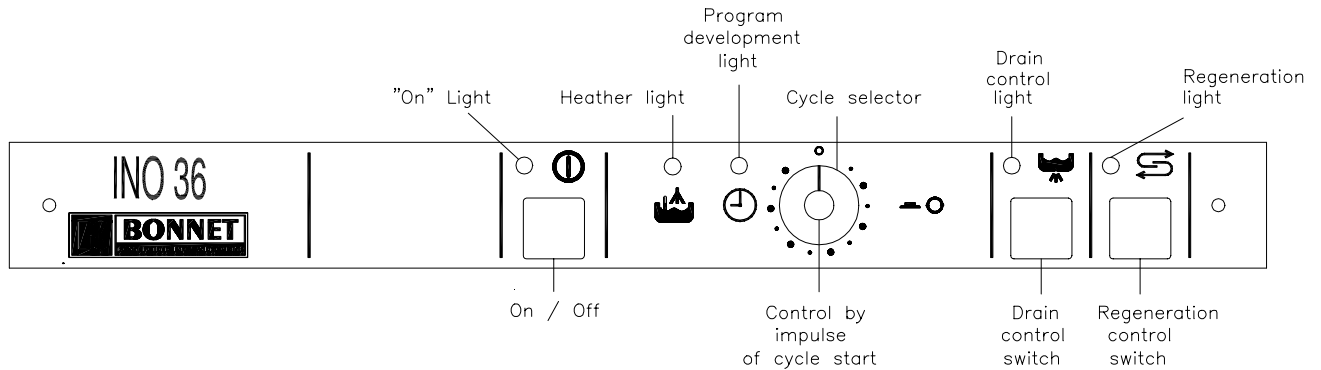 Program
development
light
Drain
control
light
Regeneration
light
"On" Light
Heather light
Cycle selector
INO 36
BONNET
On / Off
Control by
impulse
of cycle start
Drain
control
switch
Regeneration
control
switch